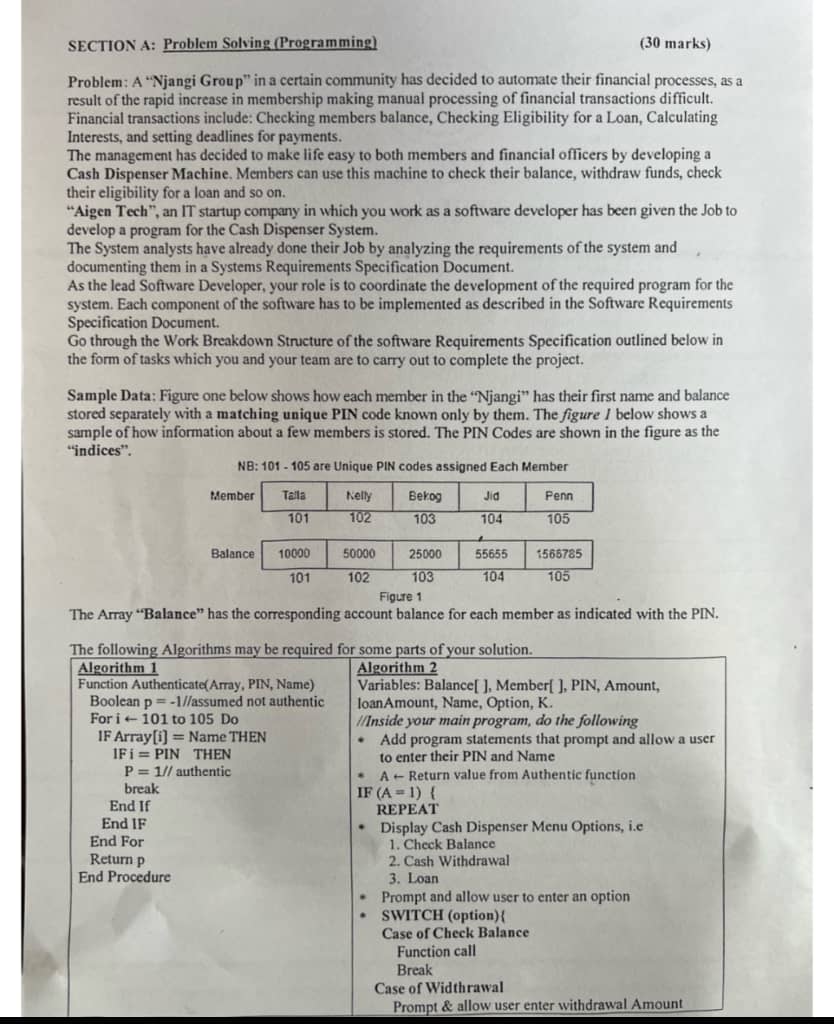 SECTION A: Problem Solving (Programming) (30 marks)
Problem: A “Njangi Group” in a certain community has decided to automate their financial processes, as a
result of the rapid increase in membership making manual processing of financial transactions difficult.
Financial transactions include: Checking members balance, Checking Eligibility for a Loan, Calculating
Interests, and setting deadlines for payments.
The management has decided to make life easy to both members and financial officers by developing a
Cash Dispenser Machine. Members can use this machine to check their balance, withdraw funds, check
their eligibility for a loan and so on.
“Aigen Tech”, an IT startup company in which you work as a software developer has been given the Job to
develop a program for the Cash Dispenser System.
The System analysts have already done their Job by analyzing the requirements of the system and
documenting them in a Systems Requirements Specification Document.
As the lead Software Developer, your role is to coordinate the development of the required program for the
system. Each component of the software has to be implemented as described in the Software Requirements
Specification Document.
Go through the Work Breakdown Structure of the software Requirements Specification outlined below in
the form of tasks which you and your team are to carry out to complete the project.
Sample Data: Figure one below shows how each member in the “Njangi” has their first name and balance
stored separately with a matching unique PIN code known only by them. The figure 1 below shows a
sample of how information about a few members is stored. The PIN Codes are shown in the figure as the
“indices”.
NB: 101 - 105 are Unique PIN codes assigned Each Member
Member Talla Kelly Bekog Jid Penn
101 102 103 104 105
Balance 10000 50000 25000 55655 1566785
101 102 103 104 105
Figure 1
The Array “Balance” has the corresponding account balance for each member as indicated with the PIN.
The following Algorithms may be required for some parts of your solution.
Algorithm 1
Function Authenticate(Array, PIN, Name)
Boolean p = -1//assumed not authentic
For i ← 101 to 105 Do
IF Array[i] = Name THEN
IF i = PIN THEN
P = 1// authentic
break
End If
End IF
End For
Return p
End Procedure
Algorithm 2
Variables: Balance[ ], Member[ ], PIN, Amount,
loanAmount, Name, Option, K.
//Inside your main program, do the following
* Add program statements that prompt and allow a user
to enter their PIN and Name
* A ← Return value from Authentic function
IF (A = 1) {
REPEAT
* Display Cash Dispenser Menu Options, i.e
1. Check Balance
2. Cash Withdrawal
3. Loan
* Prompt and allow user to enter an option
* SWITCH (option){
Case of Check Balance
Function call
Break
Case of Widthrawal
Prompt & allow user enter withdrawal Amount